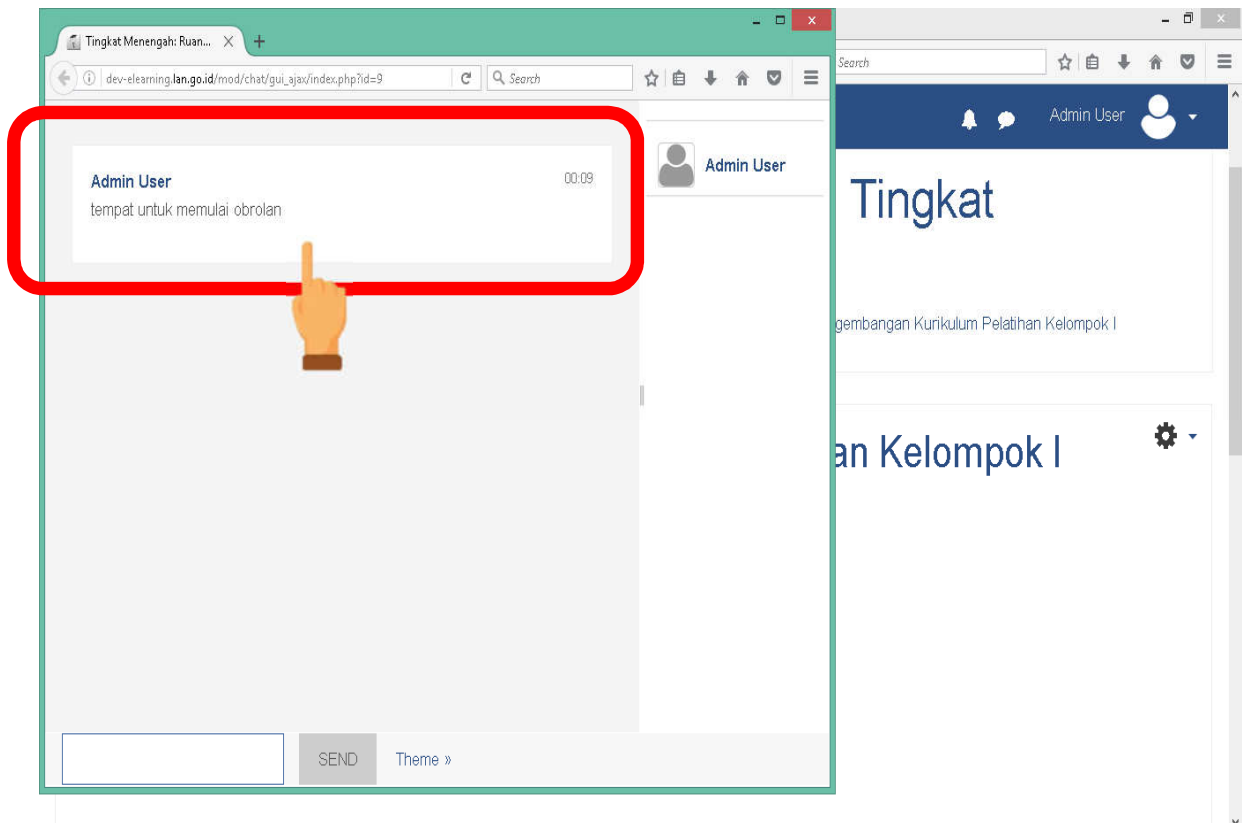 Tingkat Menengah: Ruan...
dev-elearning.lan.go.id/mod/chat/gui_ajax/index.php?id=9
Search
Admin User
00:09
tempat untuk memulai obrolan
Admin User
SEND
Theme »
Search
Admin User
Tingkat
gembangan Kurikulum Pelatihan Kelompok I
an Kelompok I